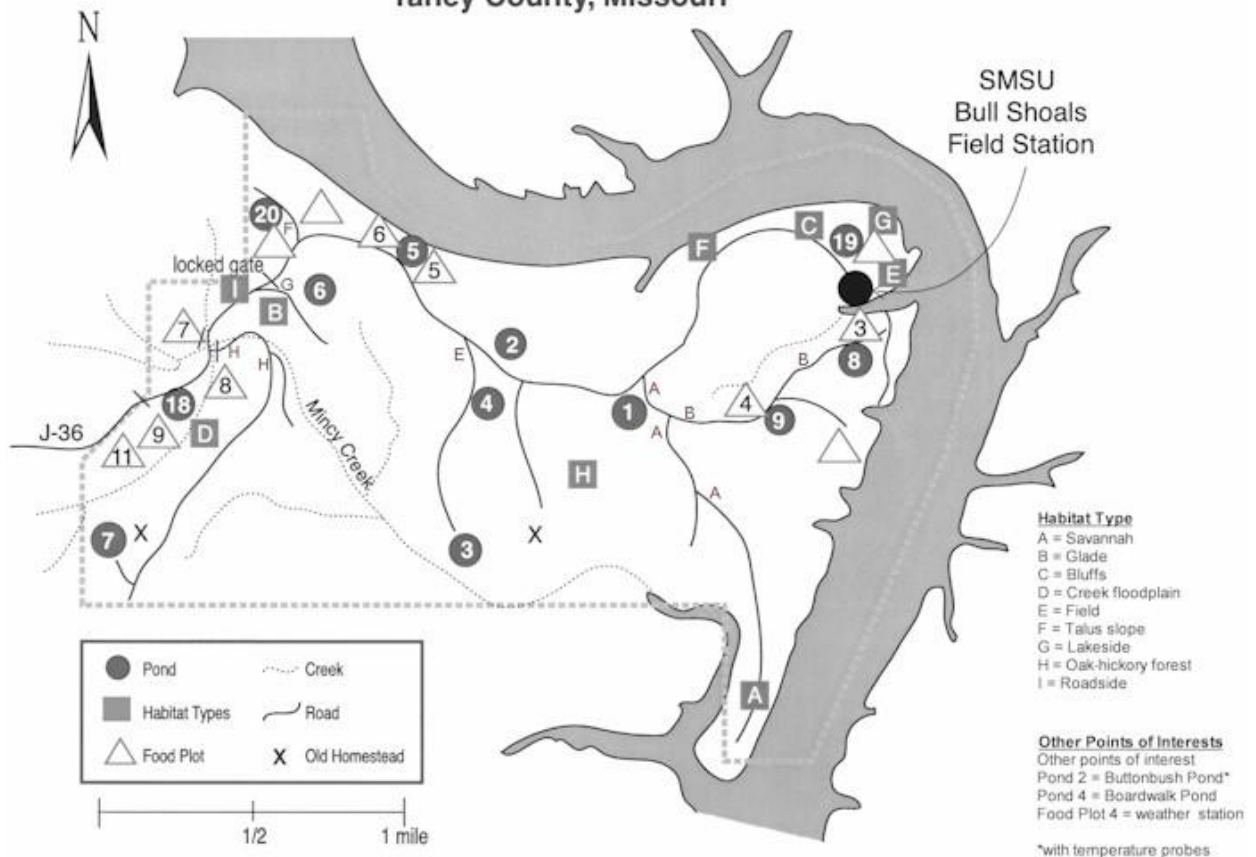 Taney County, Missouri
N
SMSU
Bull Shoals
Field Station
20
F
6
5
5
locked gate
I
G
6
B
7
H
H
8
18
J-36
9
D
11
7
X
Mincy Creek
E
2
4
3
X
1
H
A
B
A
A
A
B
4
9
3
8
F
C
19
G
E
Habitat Type
A = Savannah
B = Glade
C = Bluffs
D = Creek floodplain
E = Field
F = Talus slope
G = Lakeside
H = Oak-hickory forest
I = Roadside
Pond
Creek
Habitat Types
Road
Food Plot
X Old Homestead
1/2
1 mile
Other Points of Interests
Other points of interest
Pond 2 = Buttonbush Pond*
Pond 4 = Boardwalk Pond
Food Plot 4 = weather station
*with temperature probes